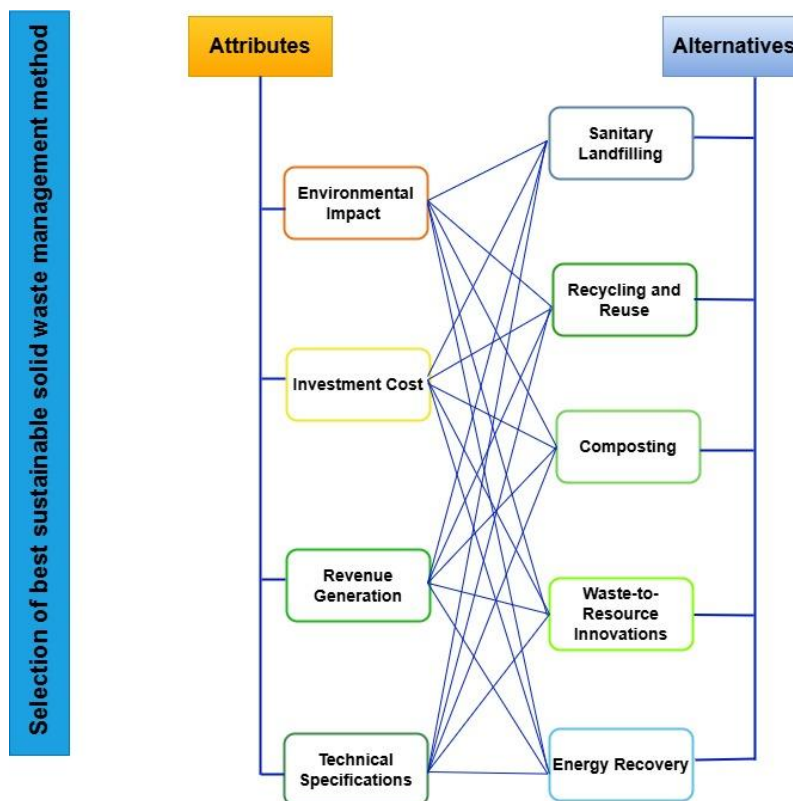 Selection of best sustainable solid waste management method
Attributes
Alternatives
Environmental
Impact
Investment Cost
Revenue
Generation
Technical
Specifications
Sanitary
Landfilling
Recycling and
Reuse
Composting
Waste-to-
Resource
Innovations
Energy Recovery